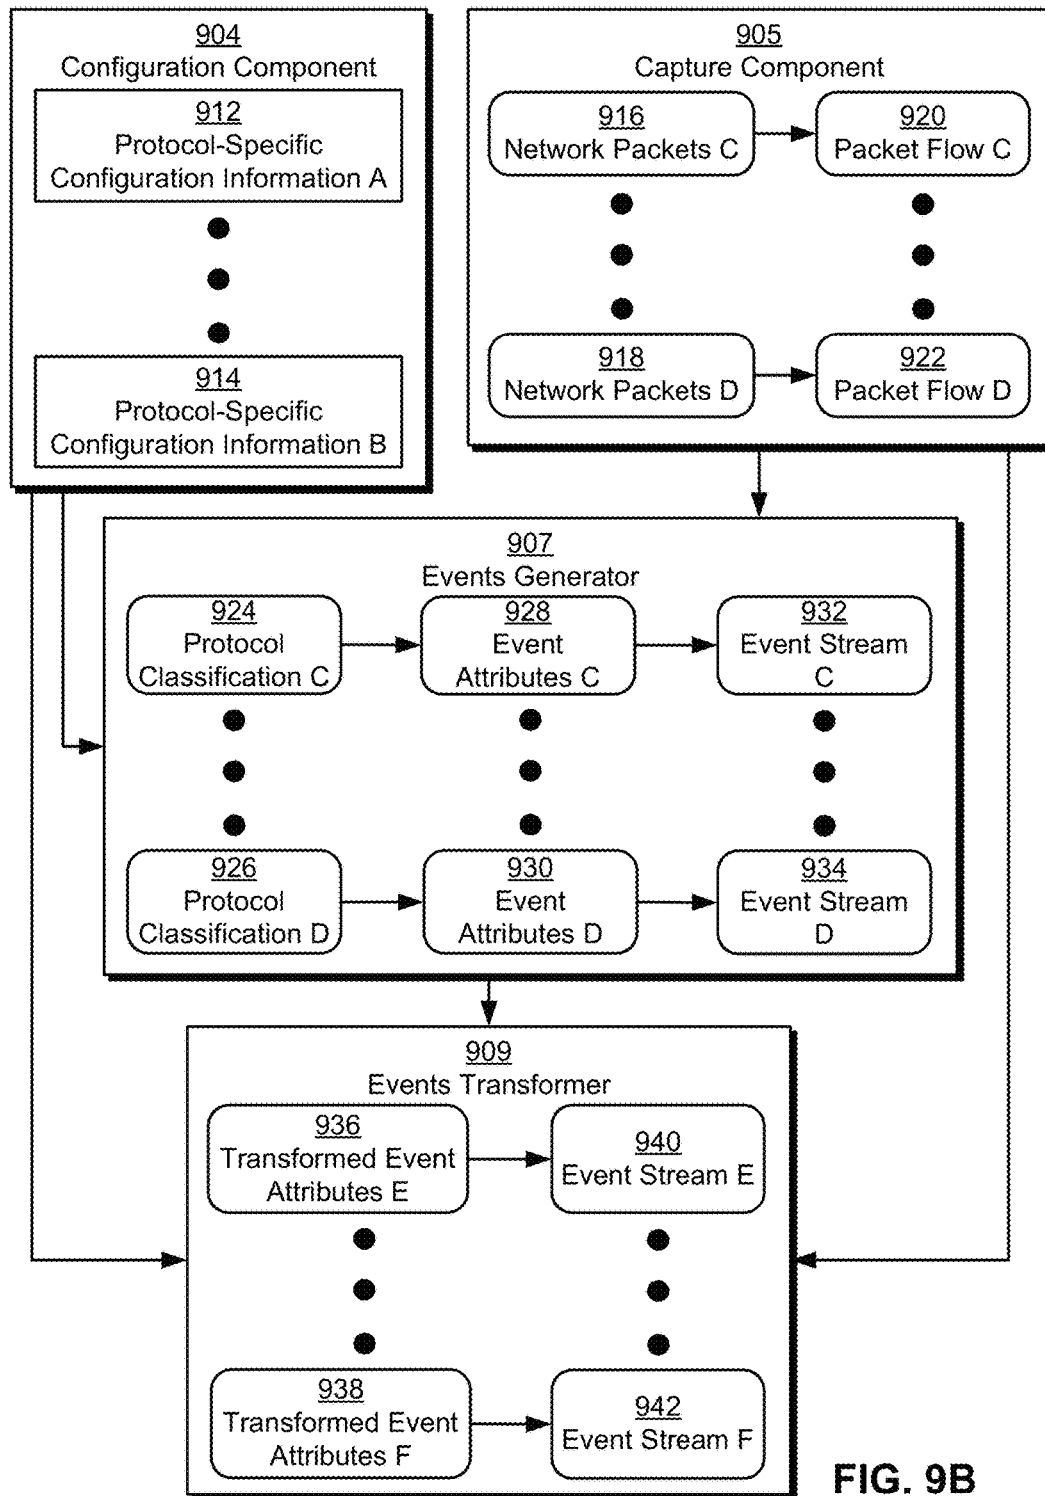 904
Configuration Component
912
Protocol-Specific
Configuration Information A
914
Protocol-Specific
Configuration Information B
905
Capture Component
916
Network Packets C
920
Packet Flow C
918
Network Packets D
922
Packet Flow D
907
Events Generator
924
Protocol
Classification C
928
Event
Attributes C
932
Event Stream
C
926
Protocol
Classification D
930
Event
Attributes D
934
Event Stream
D
909
Events Transformer
936
Transformed Event
Attributes E
940
Event Stream E
938
Transformed Event
Attributes F
942
Event Stream F
FIG. 9B